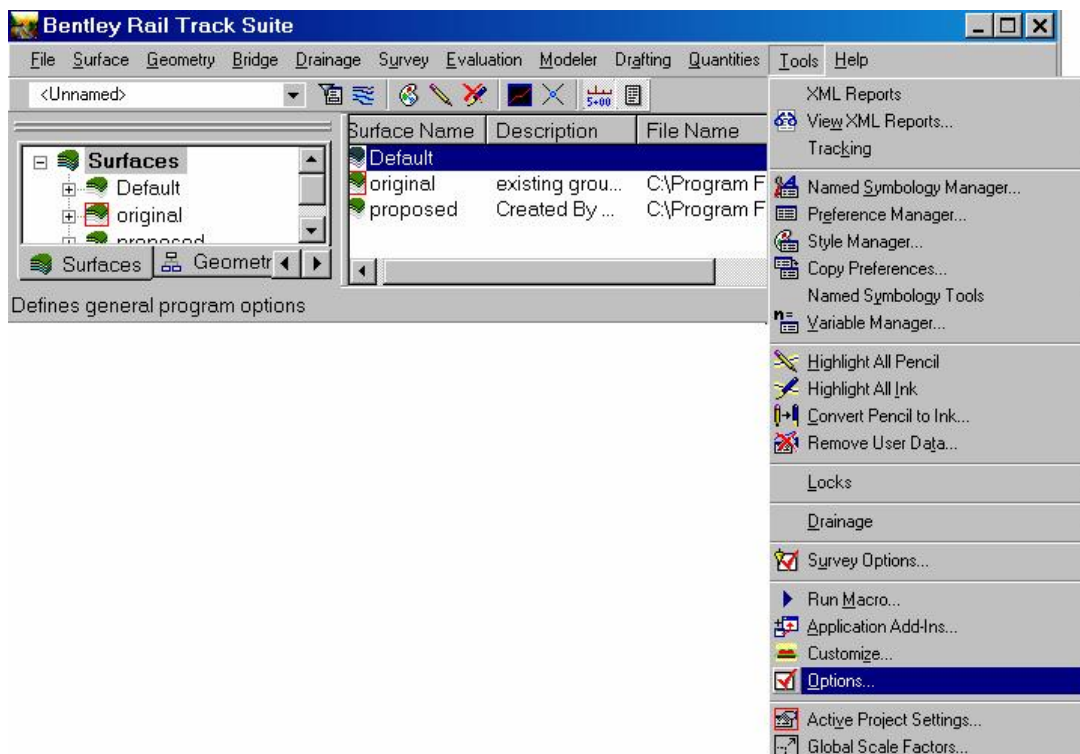 Bentley Rail Track Suite
File Surface Geometry Bridge Drainage Survey Evaluation Modeler Drafting Quantities Tools Help
<Unnamed>
5+00
Surface Name Description File Name
Surfaces
Default
original
proposed
Surfaces Geometr
Default
original existing grou... C:\Program F
proposed Created By ... C:\Program F
Defines general program options
XML Reports
View XML Reports...
Tracking
Named Symbology Manager...
Preference Manager...
Style Manager...
Copy Preferences...
Named Symbology Tools
n=
Variable Manager...
Highlight All Pencil
Highlight All Ink
Convert Pencil to Ink...
Remove User Data...
Locks
Drainage
Survey Options...
Run Macro...
Application Add-Ins...
Customize...
Options...
Active Project Settings...
Global Scale Factors...